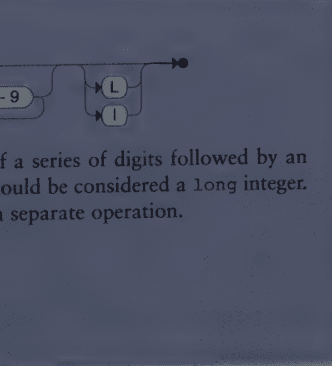 L
- 9
l
f a series of digits followed by an
ould be considered a long integer.
separate operation.